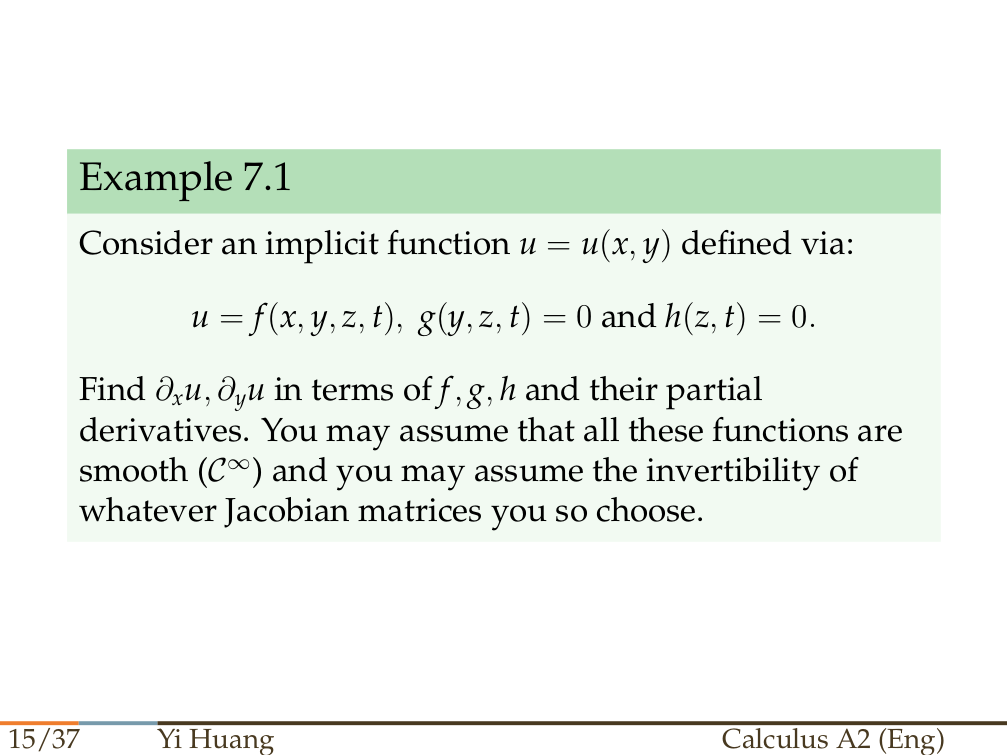 Example 7.1
Consider an implicit function u = u(x, y) defined via:
u = f(x, y, z, t), g(y, z, t) = 0 and h(z, t) = 0.
Find ∂ₓu, ∂ᵧu in terms of f, g, h and their partial
derivatives. You may assume that all these functions are
smooth (𝒞^∞) and you may assume the invertibility of
whatever Jacobian matrices you so choose.
15/37 Yi Huang Calculus A2 (Eng)